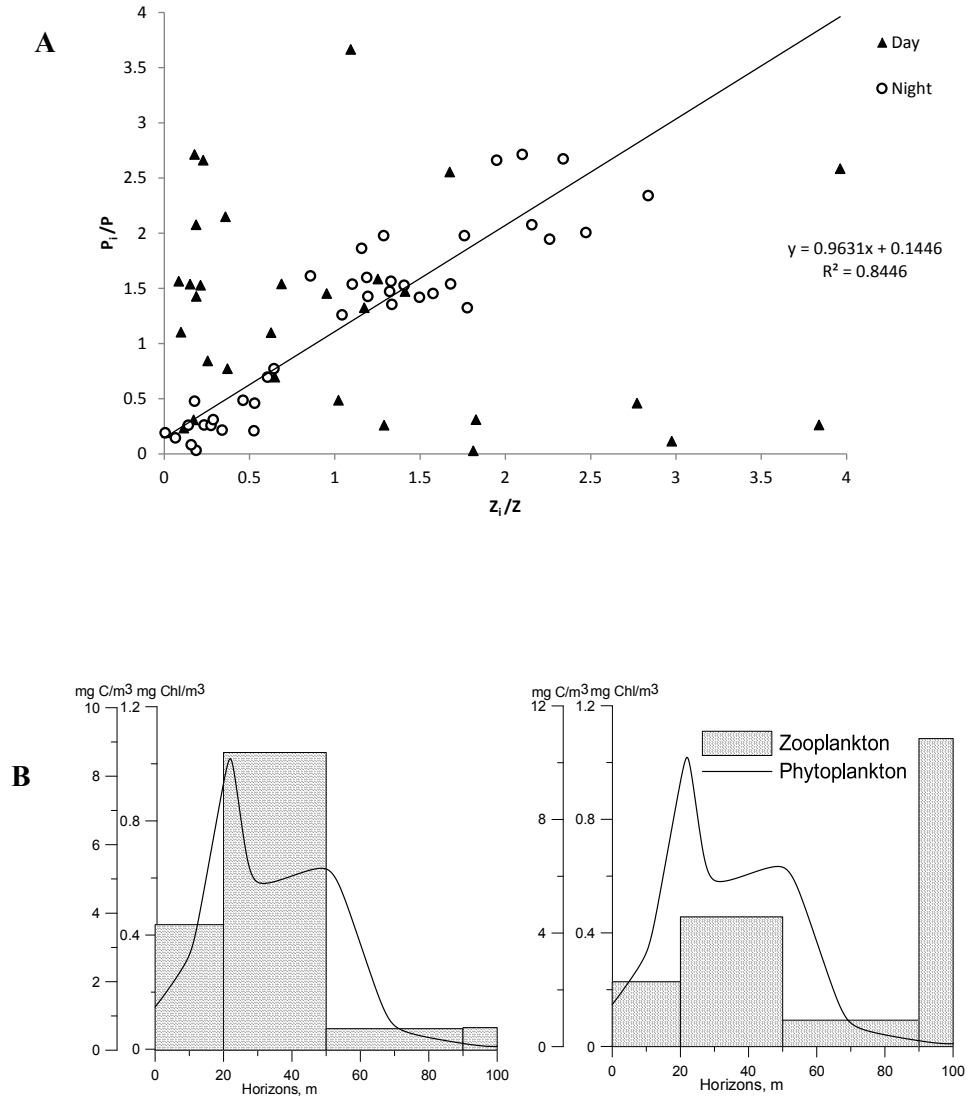 A
4
3.5
3
2.5
2
1.5
1
0.5
0
0 0.5 1 1.5 2 2.5 3 3.5 4
Pi/P
Zi/Z
Day
Night
y = 0.9631x + 0.1446
R² = 0.8446
B
mg C/m3 mg Chl/m3
10
8
6
4
2
0
1.2
0.8
0.4
0
0 20 40 60 80 100
Horizons, m
mg C/m3 mg Chl/m3
12
8
4
0
1.2
0.8
0.4
0
Zooplankton
Phytoplankton
0 20 40 60 80 100
Horizons, m